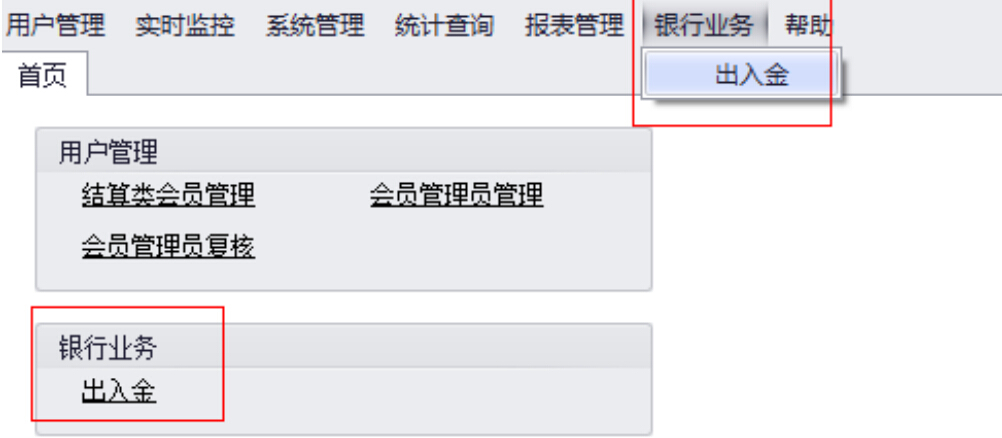 用户管理 实时监控 系统管理 统计查询 报表管理 银行业务 帮助
首页 出入金
用户管理
结算类会员管理 会员管理员管理
会员管理员复核
银行业务
出入金